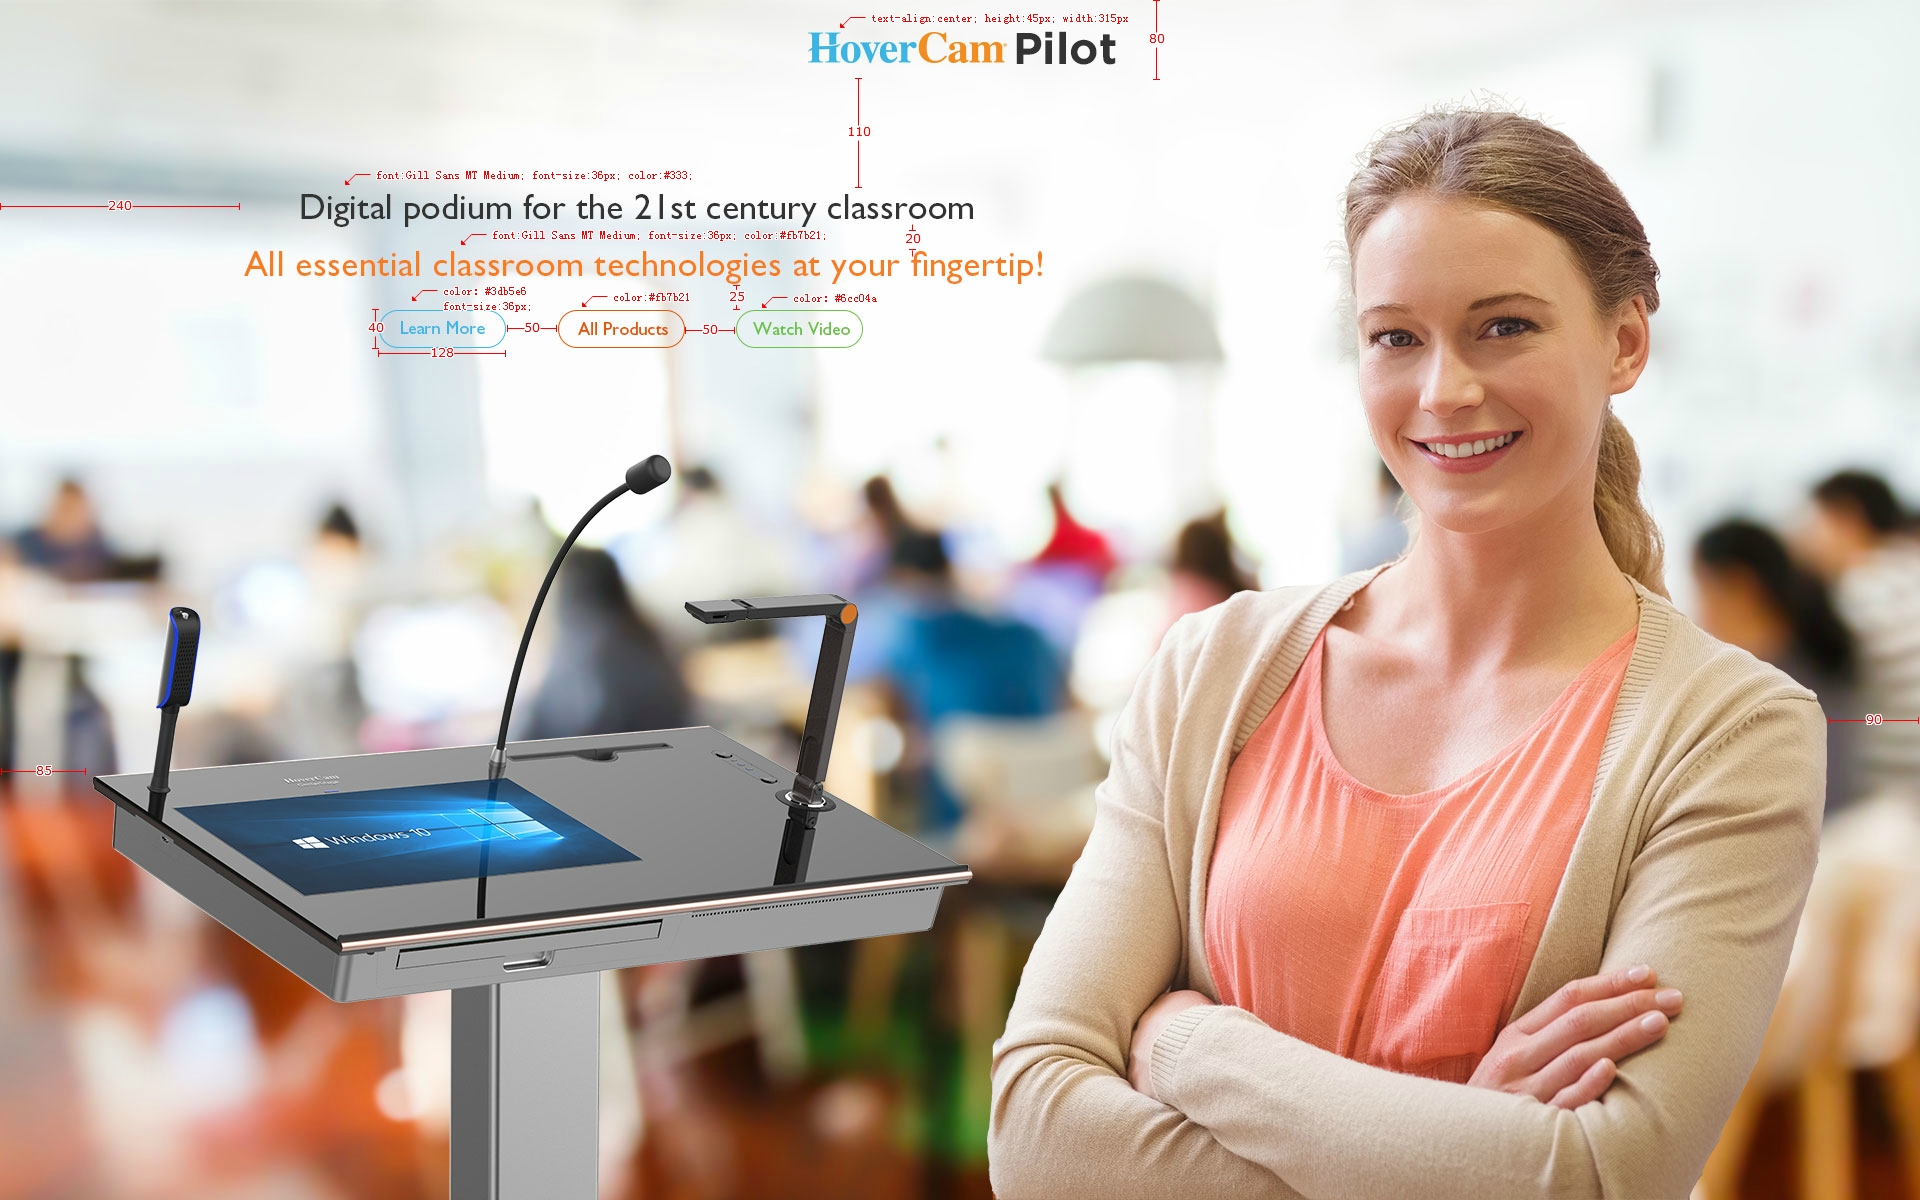 text-align:center; height:45px; width:315px
HoverCam Pilot
80
110
font:Gill Sans MT Medium; font-size:36px; color:#333;
240
Digital podium for the 21st century classroom
font:Gill Sans MT Medium; font-size:36px; color:#fb7b21;
20
All essential classroom technologies at your fingertip!
color: #3db5e6
font-size:36px;
color:#fb7b21
25
color: #6cc04a
40
Learn More
50
All Products
50
Watch Video
128
90
85
HoverCam
Windows 10